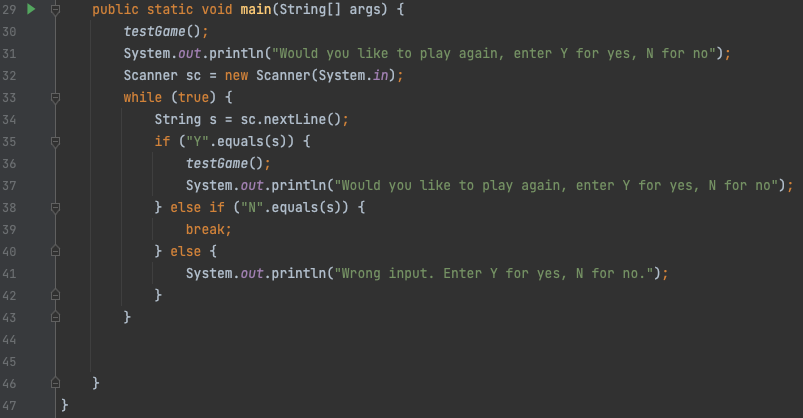 29 public static void main(String[] args) {
30 testGame();
31 System.out.println("Would you like to play again, enter Y for yes, N for no");
32 Scanner sc = new Scanner(System.in);
33 while (true) {
34 String s = sc.nextLine();
35 if ("Y".equals(s)) {
36 testGame();
37 System.out.println("Would you like to play again, enter Y for yes, N for no");
38 } else if ("N".equals(s)) {
39 break;
40 } else {
41 System.out.println("Wrong input. Enter Y for yes, N for no.");
42 }
43 }
44
45
46 }
47 }